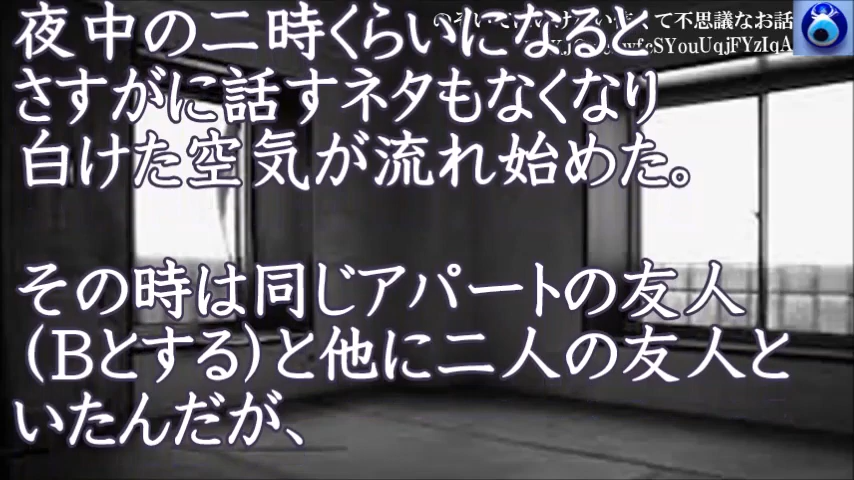 て不思議なお話
夜中の二時くらいになると
さすがに話すネタもなくなり
白けた空気が流れ始めた。
その時は同じアパートの友人
（Bとする）と他に二人の友人と
いたんだが、